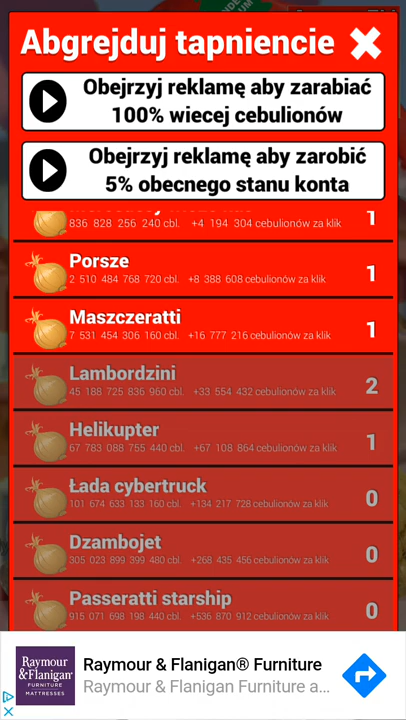 Abgrejduj tapniencie
Obejrzyj reklamę aby zarabiać
100% wiecej cebulionów
Obejrzyj reklamę aby zarobić
5% obecnego stanu konta
836 828 256 240 cbl. +4 194 304 cebulionów za klik
1
Porsze
2 510 484 768 720 cbl. +8 388 608 cebulionów za klik
1
Maszczeratti
7 531 454 306 160 cbl. +16 777 216 cebulionów za klik
1
Lambordzini
45 188 725 836 960 cbl. +33 554 432 cebulionów za klik
2
Helikupter
67 783 088 755 440 cbl. +67 108 864 cebulionów za klik
1
Łada cybertruck
101 674 633 133 160 cbl. +134 217 728 cebulionów za klik
0
Dzambojet
305 023 899 399 480 cbl. +268 435 456 cebulionów za klik
0
Passeratti starship
915 071 698 198 440 cbl. +536 870 912 cebulionów za klik
0
Raymour
&Flanigan
FURNITURE
MATTRESSES
Raymour & Flanigan® Furniture
Raymour & Flanigan Furniture a...